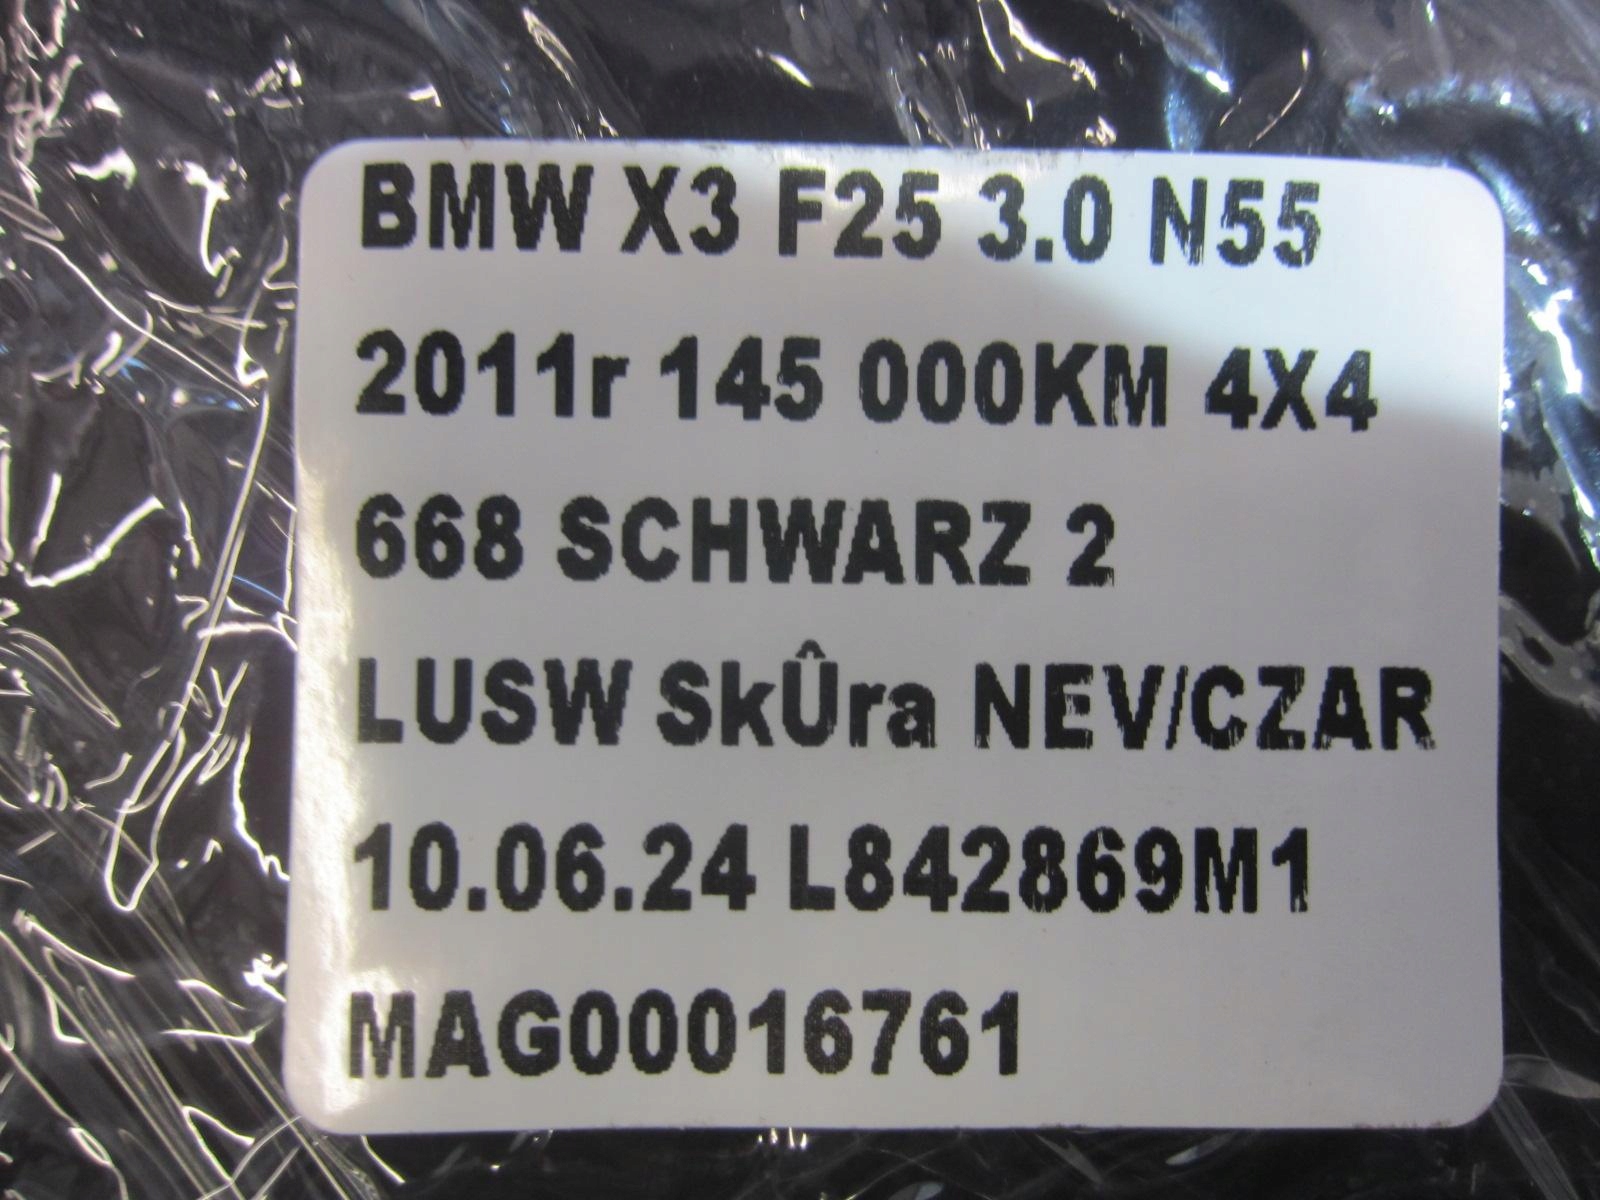 BMW X3 F25 3.0 N55
2011r 145 000KM 4X4
668 SCHWARZ 2
LUSW SkÛra NEV/CZAR
10.06.24 L842869M1
MAG00016761